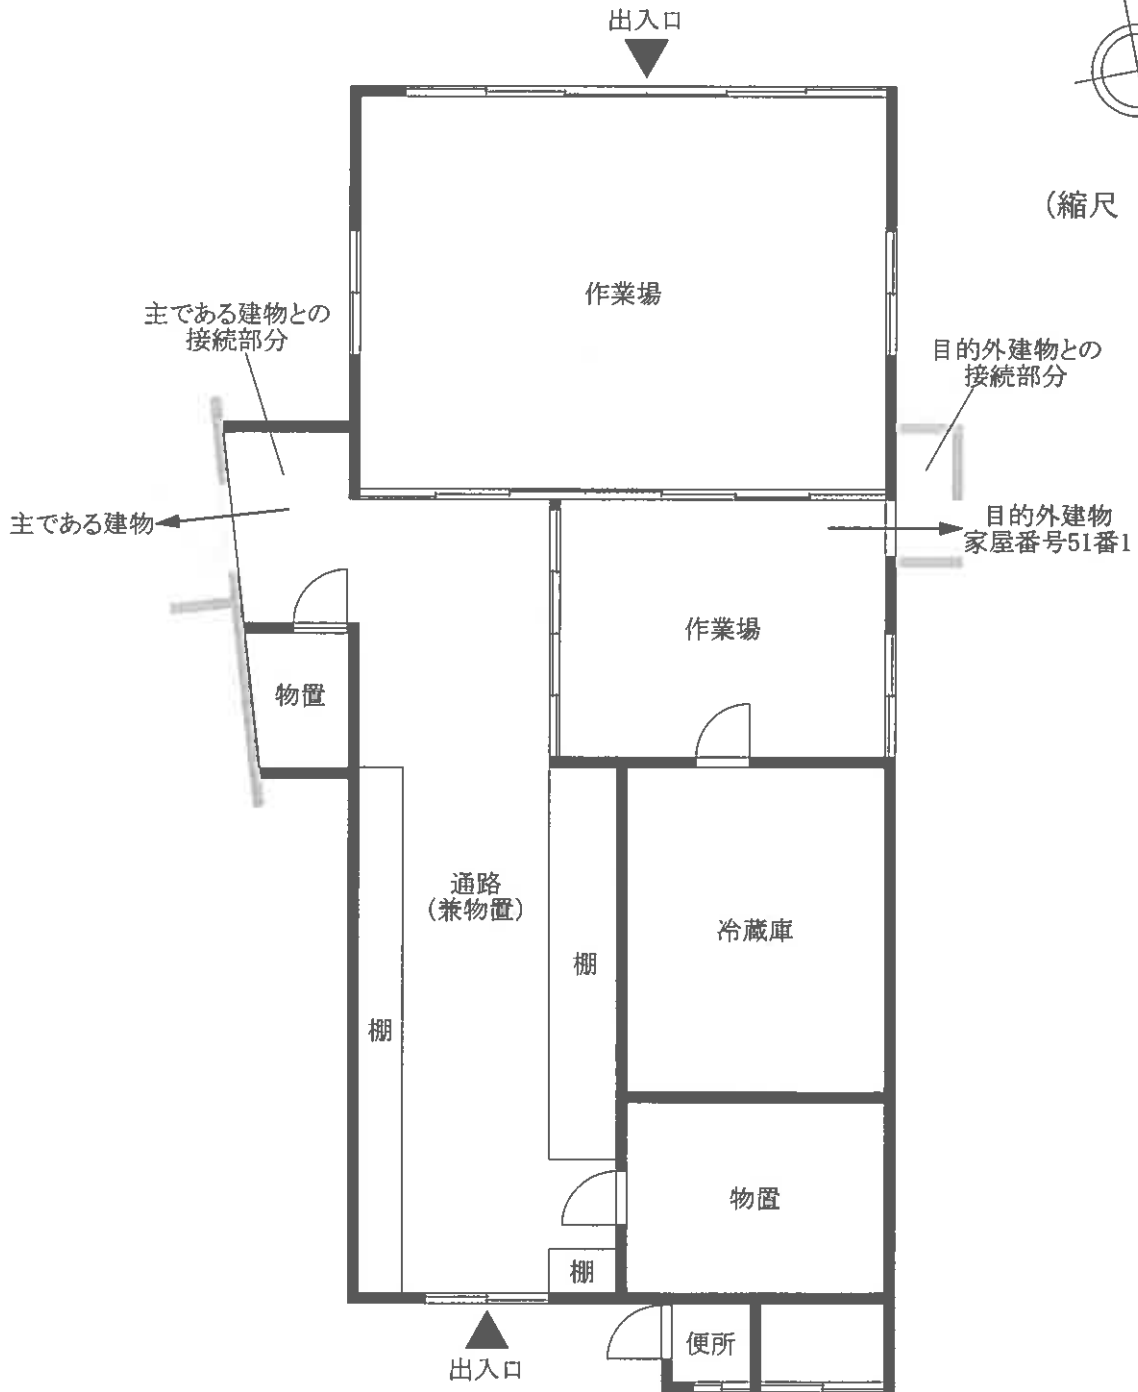 出入口
(縮尺
作業場
主である建物との
接続部分
目的外建物との
接続部分
主である建物
目的外建物
家屋番号51番1
作業場
物置
通路
(兼物置)
冷蔵庫
棚
棚
物置
棚
便所
出入口